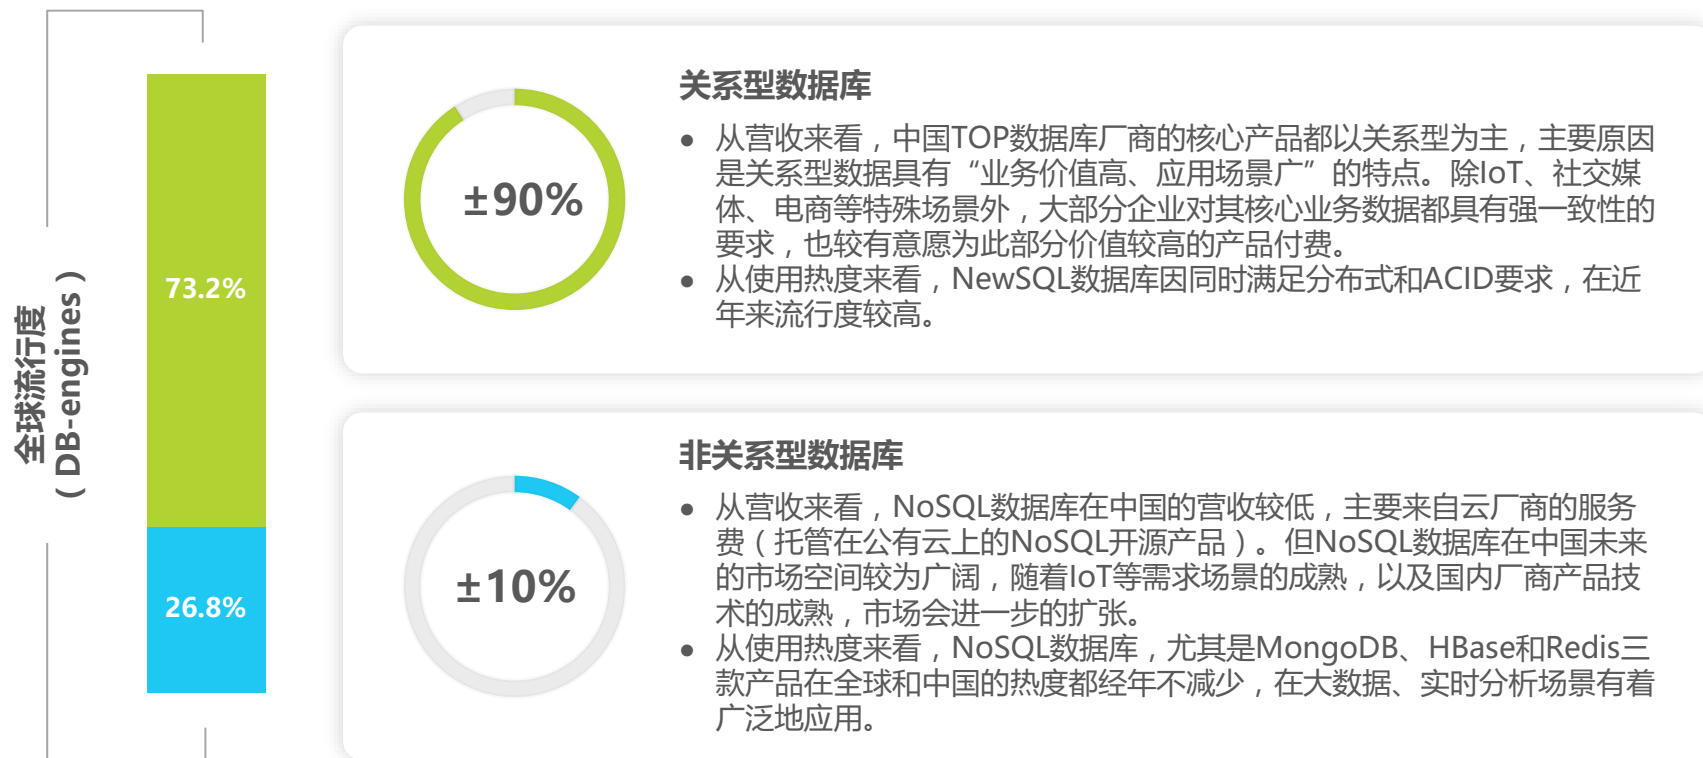 全球流行度
（DB-engines）
73.2%
26.8%
±90%
关系型数据库
● 从营收来看，中国TOP数据库厂商的核心产品都以关系型为主，主要原因
是关系型数据具有“业务价值高、应用场景广”的特点。除IoT、社交媒
体、电商等特殊场景外，大部分企业对其核心业务数据都具有强一致性的
要求，也较有意愿为此部分价值较高的产品付费。
● 从使用热度来看，NewSQL数据库因同时满足分布式和ACID要求，在近
年来流行度较高。
±10%
非关系型数据库
● 从营收来看，NoSQL数据库在中国的营收较低，主要来自云厂商的服务
费（托管在公有云上的NoSQL开源产品）。但NoSQL数据库在中国未来
的市场空间较为广阔，随着IoT等需求场景的成熟，以及国内厂商产品技
术的成熟，市场会进一步的扩张。
● 从使用热度来看，NoSQL数据库，尤其是MongoDB、HBase和Redis三
款产品在全球和中国的热度都经年不减少，在大数据、实时分析场景有着
广泛地应用。